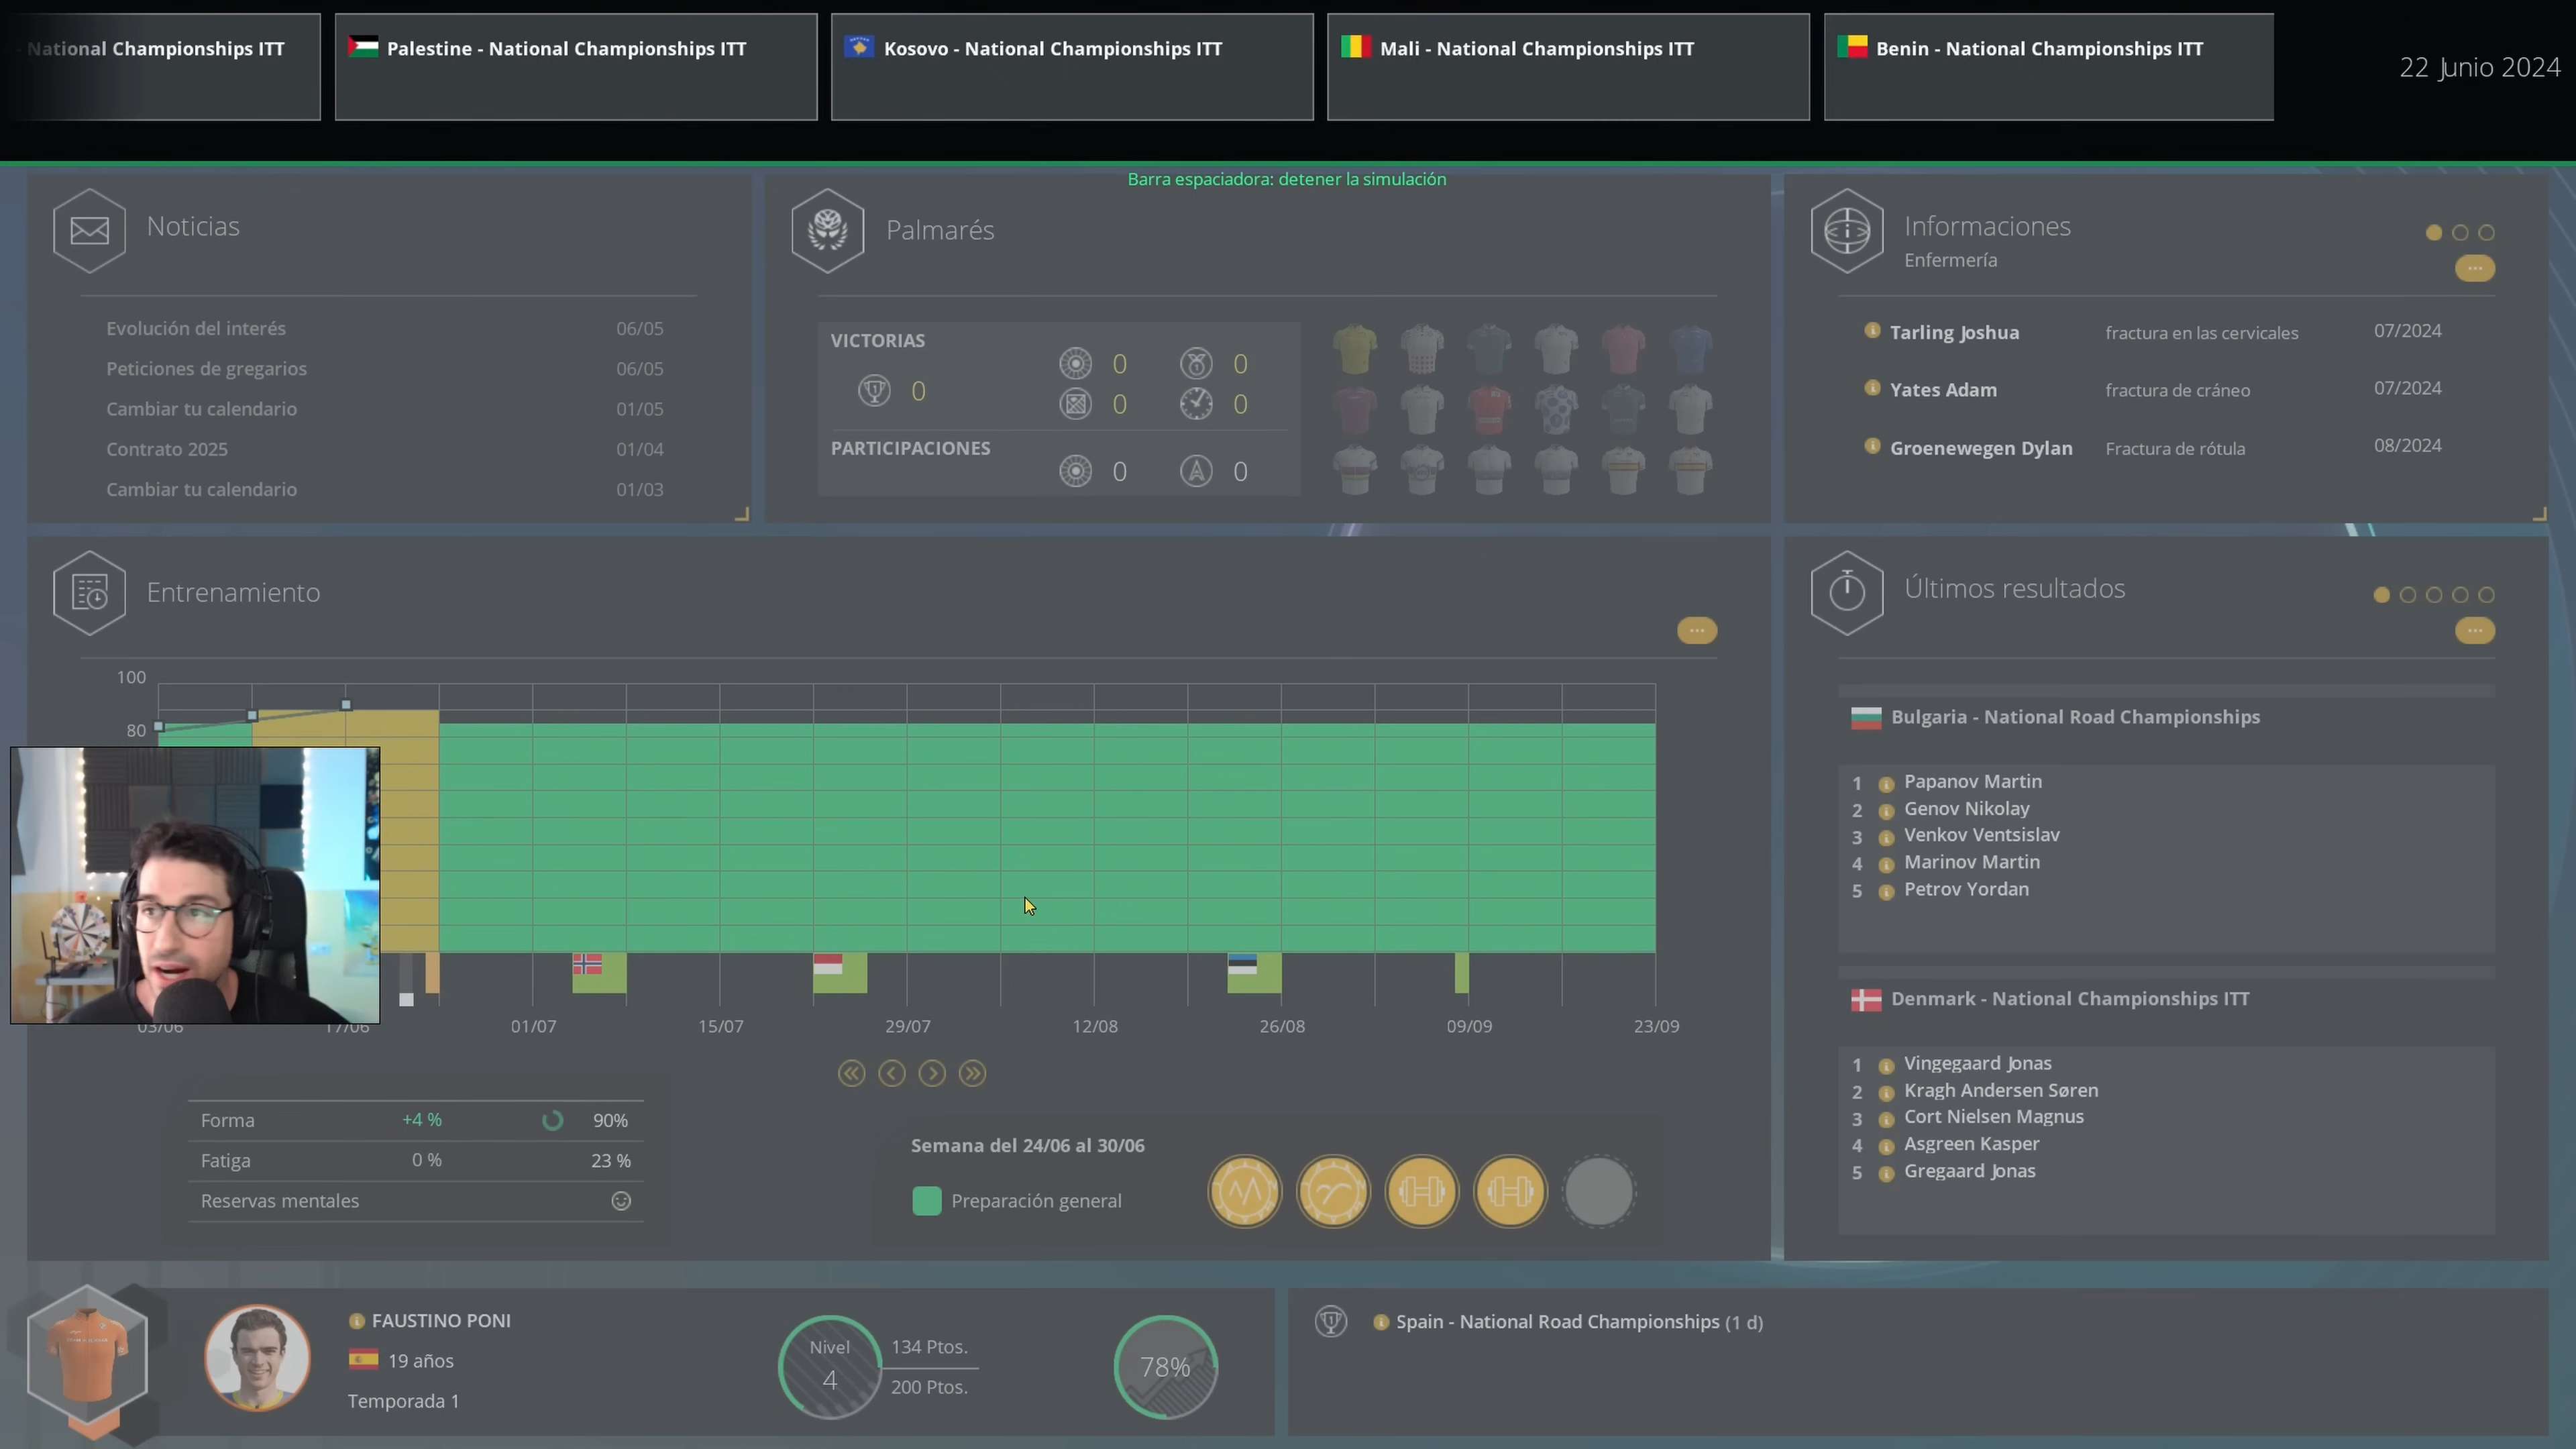 - National Championships ITT
Palestine - National Championships ITT
Kosovo - National Championships ITT
Mali - National Championships ITT
Benin - National Championships ITT
22 Junio 2024
Barra espaciadora: detener la simulación
Noticias
Evolución del interés 06/05
Peticiones de gregarios 06/05
Cambiar tu calendario 01/05
Contrato 2025 01/04
Cambiar tu calendario 01/03
Palmarés
VICTORIAS
0 0
0
0 0
PARTICIPACIONES
0 0
Informaciones
Enfermería
Tarling Joshua fractura en las cervicales 07/2024
Yates Adam fractura de cráneo 07/2024
Groenewegen Dylan Fractura de rótula 08/2024
Entrenamiento
100
80
03/06 17/06 01/07 15/07 29/07 12/08 26/08 09/09 23/09
Forma +4 % 90%
Fatiga 0 % 23 %
Reservas mentales
Semana del 24/06 al 30/06
Preparación general
Últimos resultados
Bulgaria - National Road Championships
1 Papanov Martin
2 Genov Nikolay
3 Venkov Ventsislav
4 Marinov Martin
5 Petrov Yordan
Denmark - National Championships ITT
1 Vingegaard Jonas
2 Kragh Andersen Søren
3 Cort Nielsen Magnus
4 Asgreen Kasper
5 Gregaard Jonas
FAUSTINO PONI
19 años
Temporada 1
Nivel
4
134 Ptos.
200 Ptos.
78%
Spain - National Road Championships (1 d)